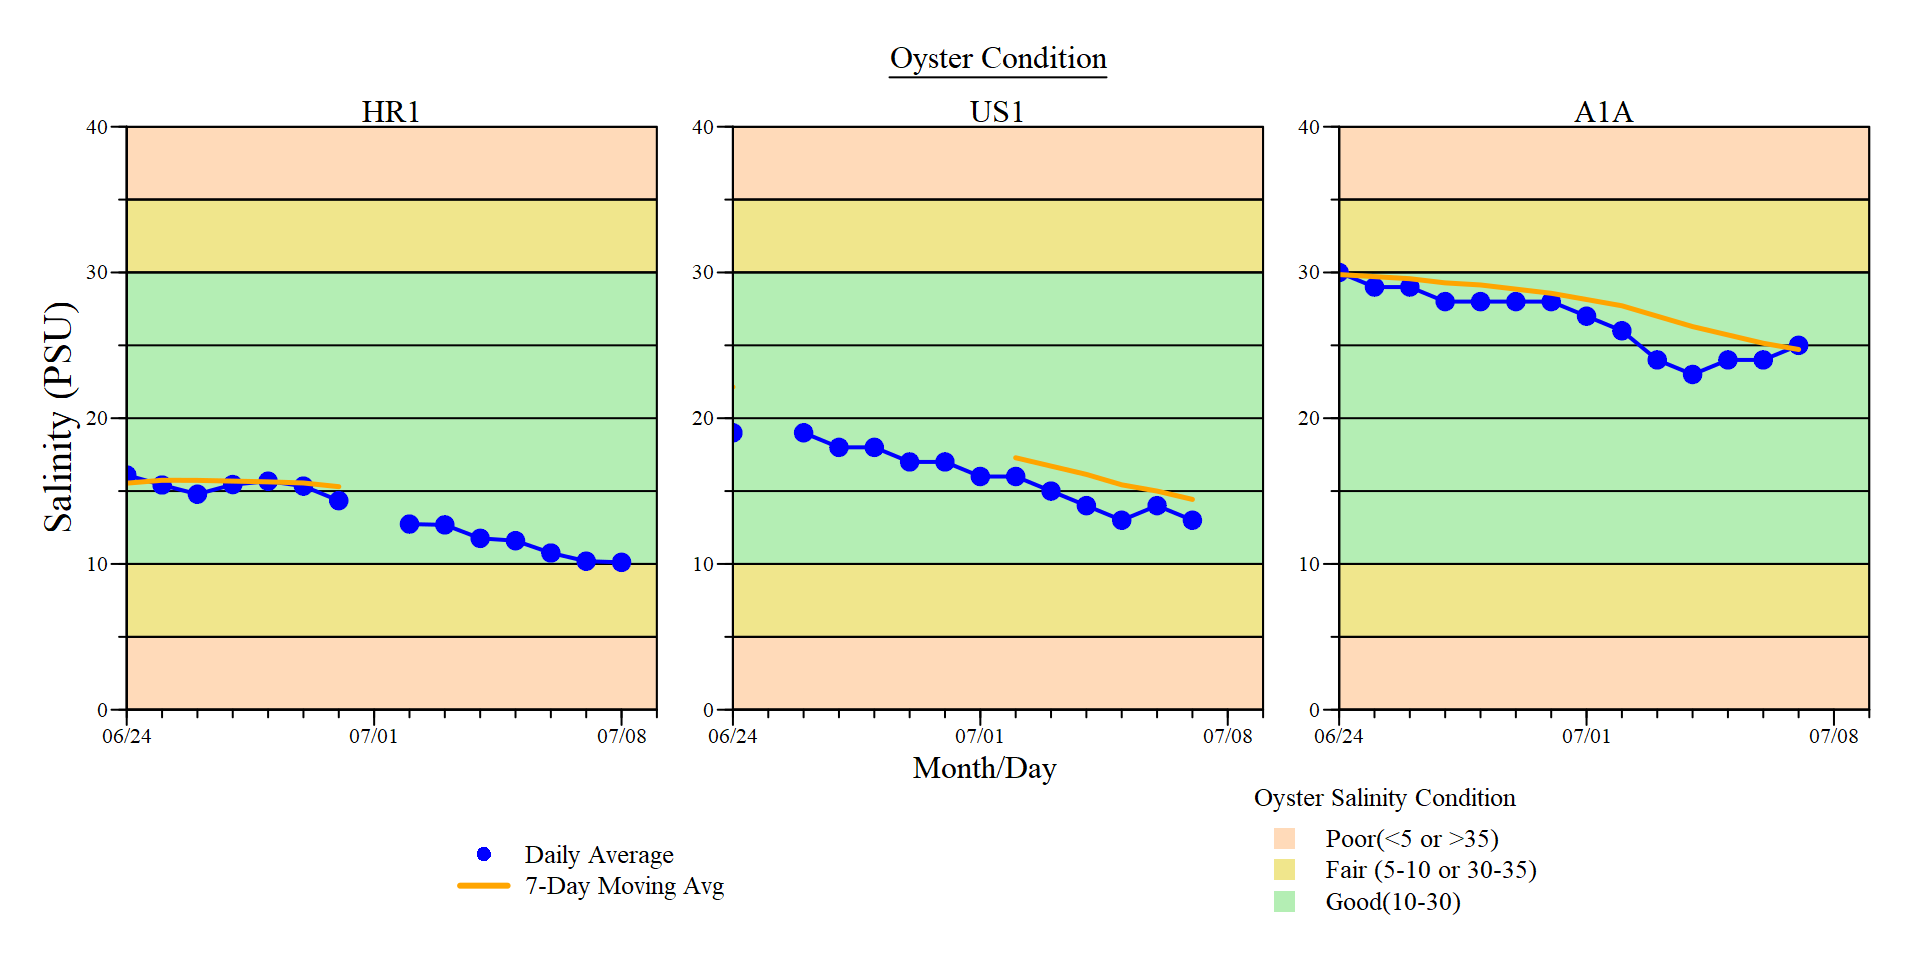 Oyster Condition
HR1
US1
A1A
Salinity (PSU)
40
30
20
10
0
06/24
07/01
07/08
40
30
20
10
0
06/24
07/01
07/08
40
30
20
10
0
06/24
07/01
07/08
Month/Day
Daily Average
7-Day Moving Avg
Oyster Salinity Condition
Poor(<5 or >35)
Fair (5-10 or 30-35)
Good(10-30)